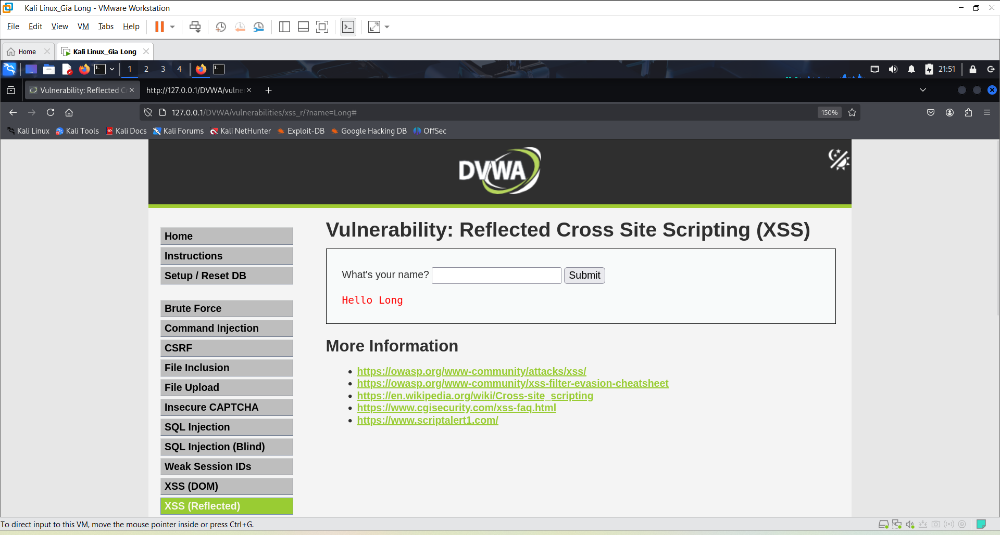 Kali Linux_Gia Long - VMware Workstation
File Edit View VM Tabs Help
Home Kali Linux_Gia Long
1 2 3 4 21:51
Vulnerability: Reflected C http://127.0.0.1/DVWA/vulne
127.0.0.1/DVWA/vulnerabilities/xss_r/?name=Long# 150%
Kali Linux Kali Tools Kali Docs Kali Forums Kali NetHunter Exploit-DB Google Hacking DB OffSec
DVWA
Vulnerability: Reflected Cross Site Scripting (XSS)
Home
Instructions
Setup / Reset DB
Brute Force
Command Injection
CSRF
File Inclusion
File Upload
Insecure CAPTCHA
SQL Injection
SQL Injection (Blind)
Weak Session IDs
XSS (DOM)
XSS (Reflected)
What's your name? Submit
Hello Long
More Information
https://owasp.org/www-community/attacks/xss/
https://owasp.org/www-community/xss-filter-evasion-cheatsheet
https://en.wikipedia.org/wiki/Cross-site_scripting
https://www.cgisecurity.com/xss-faq.html
https://www.scriptalert1.com/
To direct input to this VM, move the mouse pointer inside or press Ctrl+G.